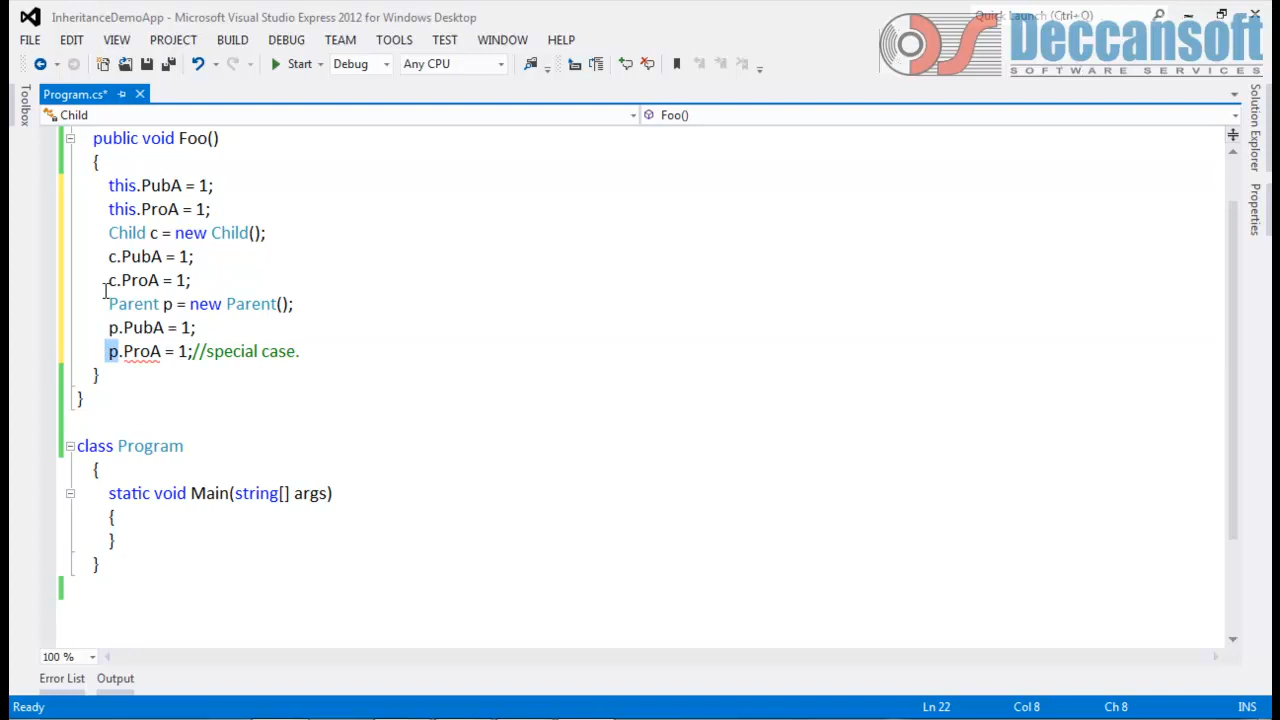 InheritanceDemoApp - Microsoft Visual Studio Express 2012 for Windows Desktop
Quick Launch (Ctrl+Q)
Deccansoft
SOFTWARE SERVICES
FILE EDIT VIEW PROJECT BUILD DEBUG TEAM TOOLS TEST WINDOW HELP
Start Debug Any CPU
Toolbox
Program.cs*
Solution Explorer
Properties
Child Foo()
public void Foo()
{
this.PubA = 1;
this.ProA = 1;
Child c = new Child();
c.PubA = 1;
c.ProA = 1;
Parent p = new Parent();
p.PubA = 1;
p.ProA = 1;//special case.
}
}
class Program
{
static void Main(string[] args)
{
}
}
100 %
Error List Output
Ready Ln 22 Col 8 Ch 8 INS